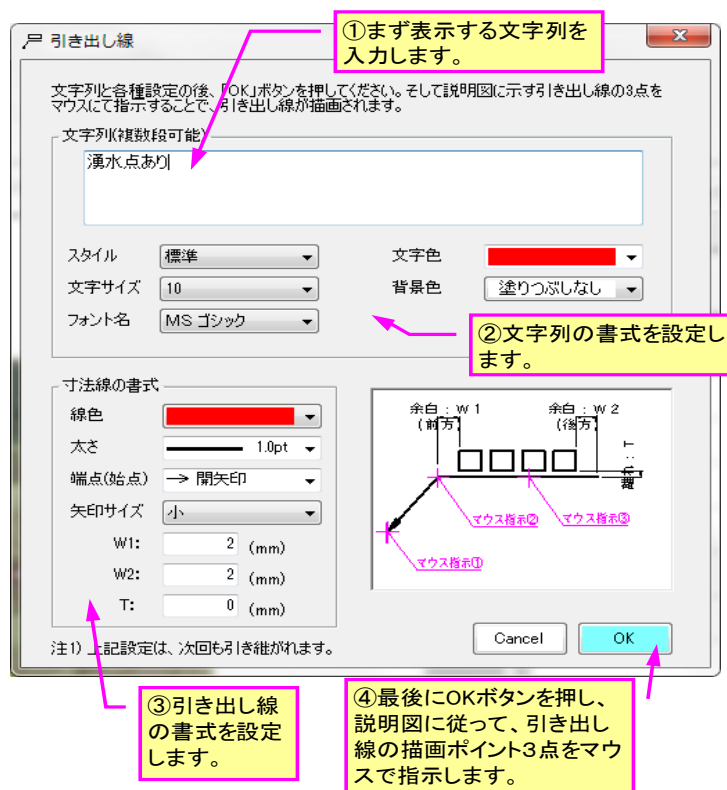 ①まず表示する文字列を
入力します。
引き出し線
文字列と各種設定の後、「OK」ボタンを押してください。そして説明図に示す引き出し線の3点を
マウスにて指示することで、引き出し線が描画されます。
文字列(複数段可能)
湧水点あり
スタイル
標準
文字色
文字サイズ
10
背景色
塗りつぶしなし
フォント名
MS ゴシック
②文字列の書式を設定し
ます。
寸法線の書式
線色
太さ
1.0pt
端点(始点)
開矢印
矢印サイズ
小
W1:
2
(mm)
W2:
2
(mm)
T:
0
(mm)
余白：W1
(前方)
余白：W2
(後方)
離れ：T
マウス指示②
マウス指示③
マウス指示①
注1) 上記設定は、次回も引き継がれます。
Cancel
OK
③引き出し線
の書式を設定
します。
④最後にOKボタンを押し、
説明図に従って、引き出し
線の描画ポイント3点をマウ
スで指示します。